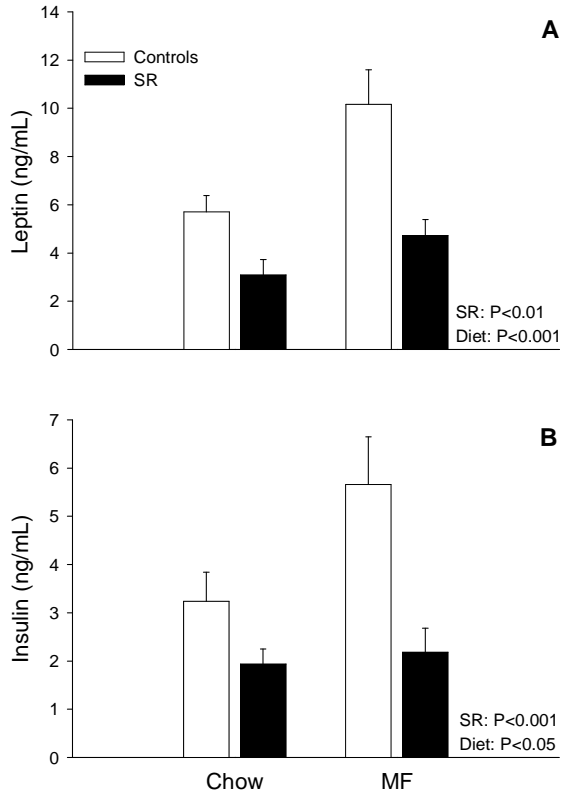 A
Controls
SR
Leptin (ng/mL)
14
12
10
8
6
4
2
0
SR: P<0.01
Diet: P<0.001
B
Insulin (ng/mL)
7
6
5
4
3
2
1
0
SR: P<0.001
Diet: P<0.05
Chow MF